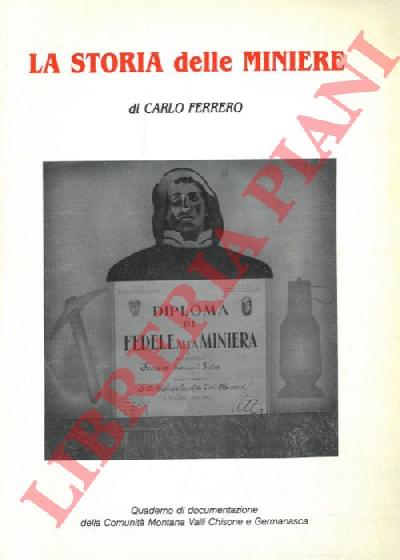 LA STORIA delle MINIERE
di CARLO FERRERO
DIPLOMA
DI
FEDELE ALLA MINIERA
LIBRERIA PIANI
Quaderno di documentazione
della Comunità Montana Valli Chisone e Germanasca